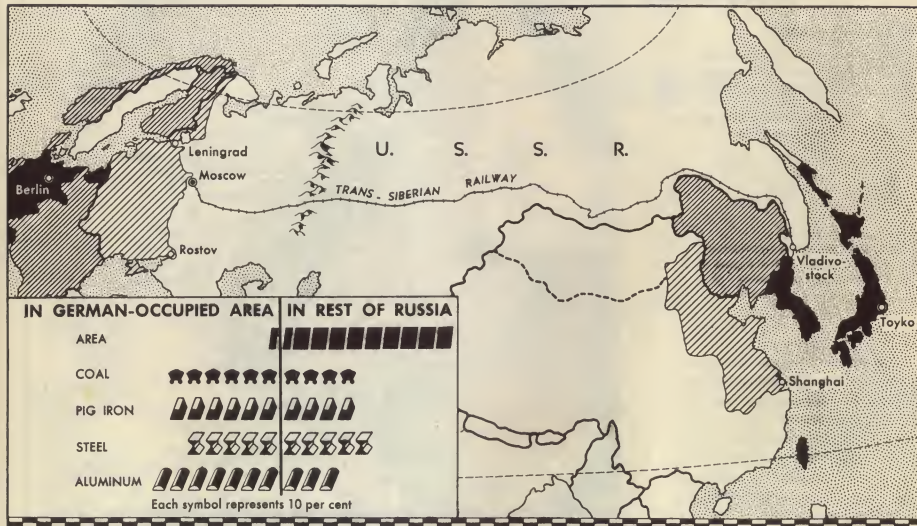 U. S. S. R.
Leningrad
Moscow
Berlin
TRANS - SIBERIAN RAILWAY
Rostov
Vladivo-
stock
Toyko
Shanghai
IN GERMAN-OCCUPIED AREA IN REST OF RUSSIA
AREA
COAL
PIG IRON
STEEL
ALUMINUM
Each symbol represents 10 per cent